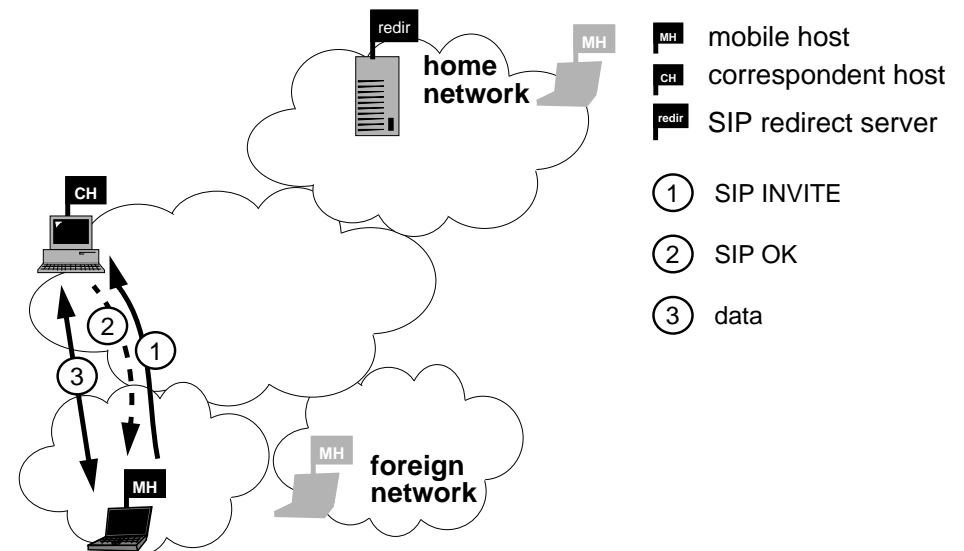 redir
MH
home
network
MH mobile host
CH correspondent host
redir SIP redirect server
1 SIP INVITE
2 SIP OK
3 data
CH
2
1
3
MH
foreign
network
MH